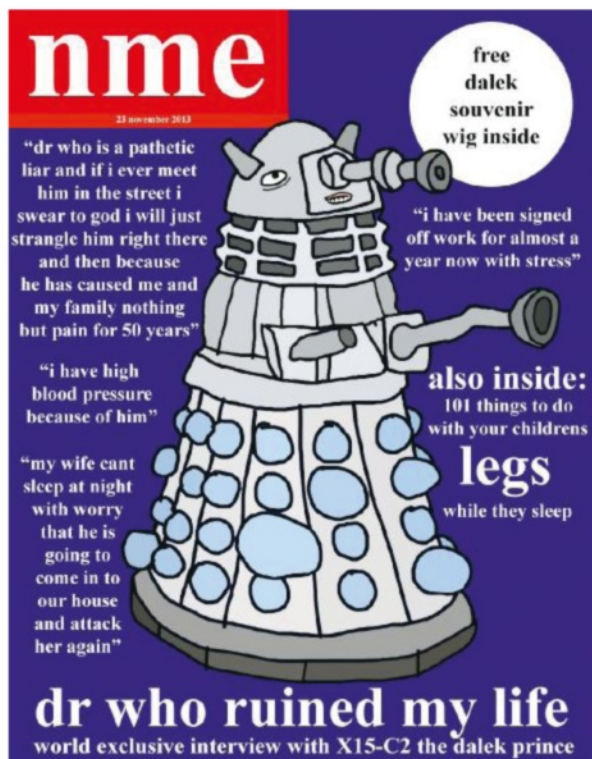 nme
23 november 2013
free
dalek
souvenir
wig inside
"dr who is a pathetic
liar and if i ever meet
him in the street i
swear to god i will just
strangle him right there
and then because
he has caused me and
my family nothing
but pain for 50 years"
"i have been signed
off work for almost a
year now with stress"
"i have high
blood pressure
because of him"
also inside:
101 things to do
with your childrens
legs
while they sleep
"my wife cant
sleep at night
with worry
that he is
going to
come in to
our house
and attack
her again"
dr who ruined my life
world exclusive interview with X15-C2 the dalek prince